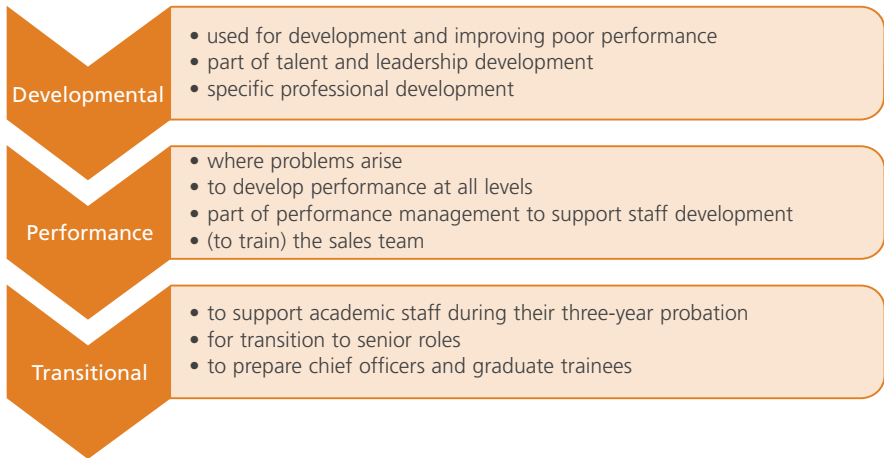 Developmental
• used for development and improving poor performance
• part of talent and leadership development
• specific professional development
Performance
• where problems arise
• to develop performance at all levels
• part of performance management to support staff development
• (to train) the sales team
Transitional
• to support academic staff during their three-year probation
• for transition to senior roles
• to prepare chief officers and graduate trainees